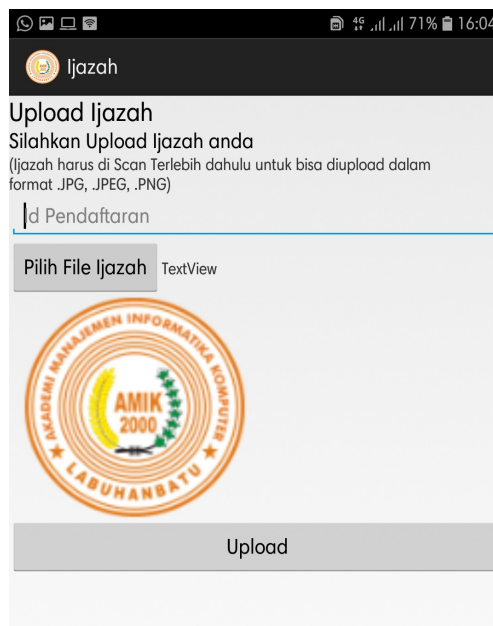 4G 71% 16:04
Ijazah
Upload Ijazah
Silahkan Upload Ijazah anda
(Ijazah harus di Scan Terlebih dahulu untuk bisa diupload dalam
format .JPG, .JPEG, .PNG)
Id Pendaftaran
Pilih File Ijazah TextView
AKADEMI MANAJEMEN INFORMATIKA KOMPUTER
AMIK
2000
LABUHANBATU
Upload